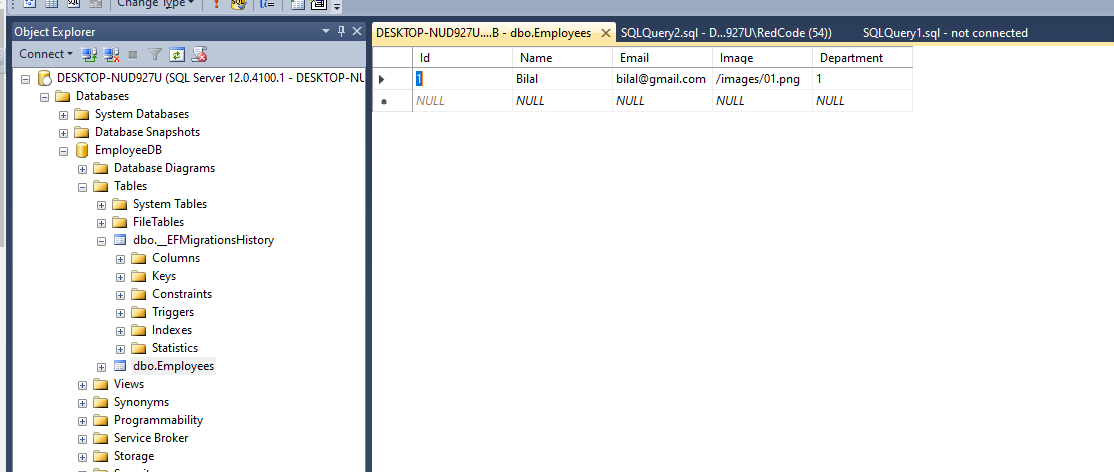 Change Type
Object Explorer
Connect
DESKTOP-NUD927U (SQL Server 12.0.4100.1 - DESKTOP-NU
Databases
System Databases
Database Snapshots
EmployeeDB
Database Diagrams
Tables
System Tables
FileTables
dbo.__EFMigrationsHistory
Columns
Keys
Constraints
Triggers
Indexes
Statistics
dbo.Employees
Views
Synonyms
Programmability
Service Broker
Storage
DESKTOP-NUD927U....B - dbo.Employees SQLQuery2.sql - D...927U\RedCode (54)) SQLQuery1.sql - not connected
Id Name Email Image Department
1 Bilal bilal@gmail.com /images/01.png 1
NULL NULL NULL NULL NULL